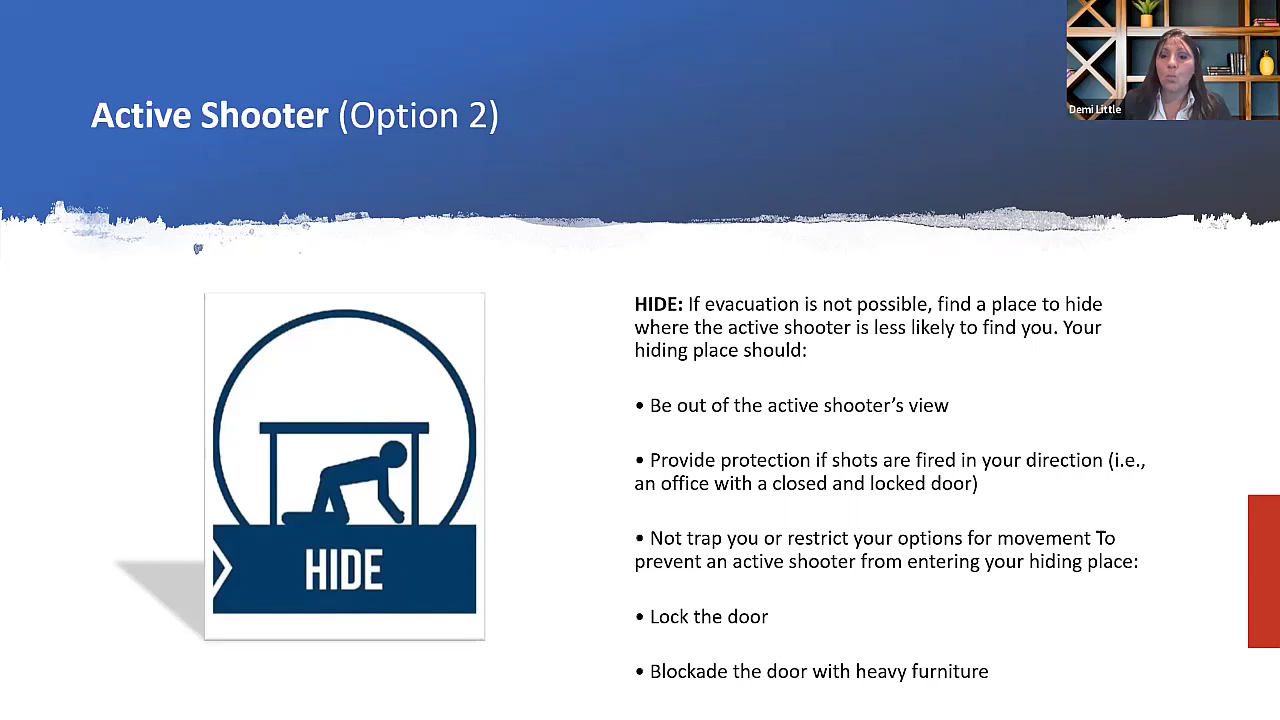 Active Shooter (Option 2)
Demi Little
HIDE
HIDE: If evacuation is not possible, find a place to hide
where the active shooter is less likely to find you. Your
hiding place should:
• Be out of the active shooter’s view
• Provide protection if shots are fired in your direction (i.e.,
an office with a closed and locked door)
• Not trap you or restrict your options for movement To
prevent an active shooter from entering your hiding place:
• Lock the door
• Blockade the door with heavy furniture